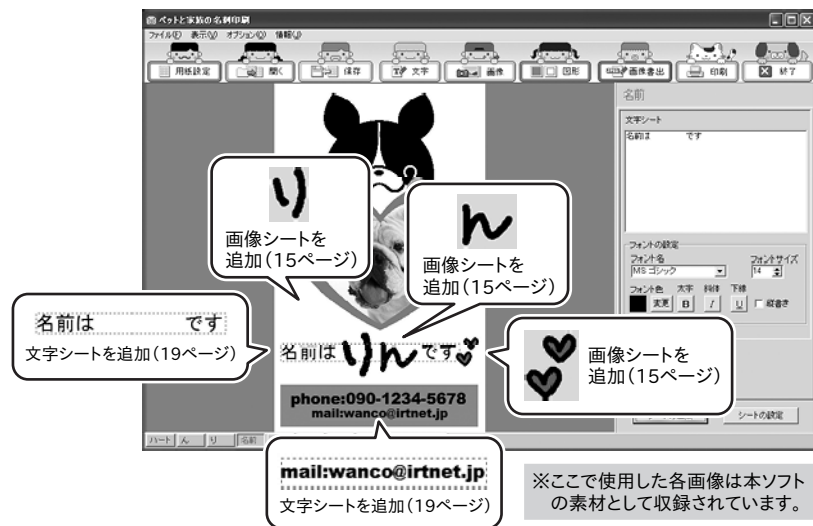 ペットと家族の名刺印刷
ファイル(F) 表示(V) オプション(O) 情報(J)
用紙設定 開く 保存 文字 画像 図形 画像書出 印刷 終了
名前
文字シート
名前は　　　です
フォントの設定
フォント名 フォントサイズ
MS ゴシック 14
フォント色 太字 斜体 下線
変更 B I U 縦書き
シートの設定
り
画像シートを
追加(15ページ)
ん
画像シートを
追加(15ページ)
名前は　　　です
文字シートを追加(19ページ)
名前は りん です
画像シートを
追加(15ページ)
phone:090-1234-5678
mail:wanco@irtnet.jp
ハート ん り 名前
mail:wanco@irtnet.jp
文字シートを追加(19ページ)
※ここで使用した各画像は本ソフト
の素材として収録されています。